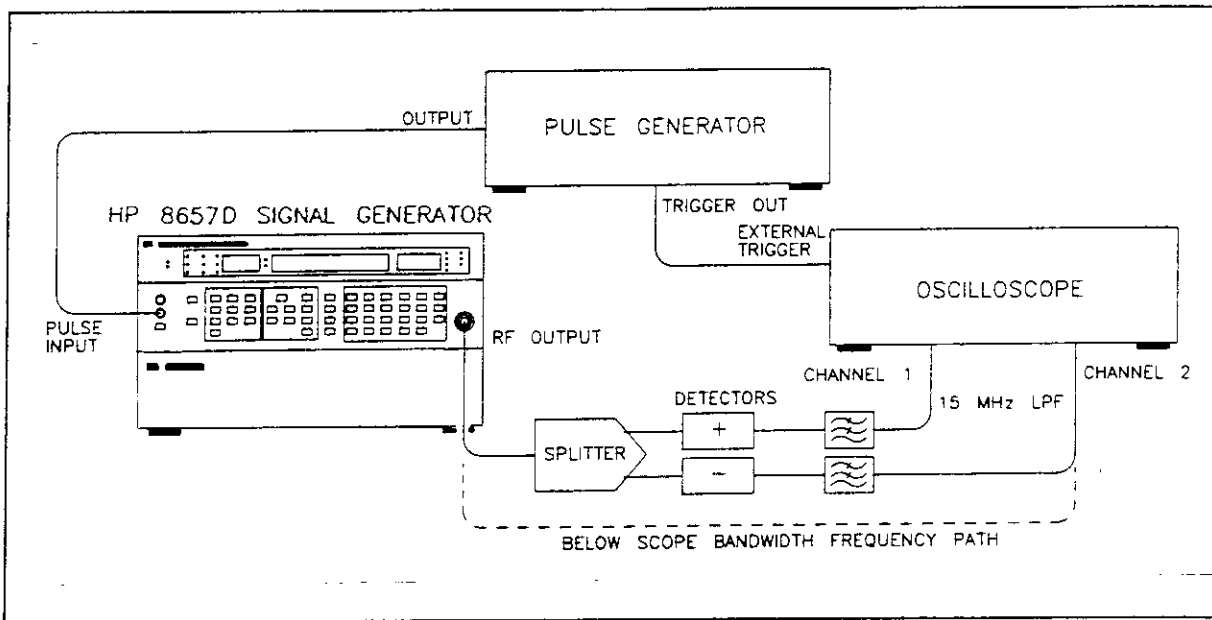 OUTPUT
PULSE GENERATOR
HP 8657D SIGNAL GENERATOR
TRIGGER OUT
EXTERNAL
TRIGGER
OSCILLOSCOPE
PULSE
INPUT
RF OUTPUT
CHANNEL 1
CHANNEL 2
DETECTORS
15 MHz LPF
+
SPLITTER
-
BELOW SCOPE BANDWIDTH FREQUENCY PATH